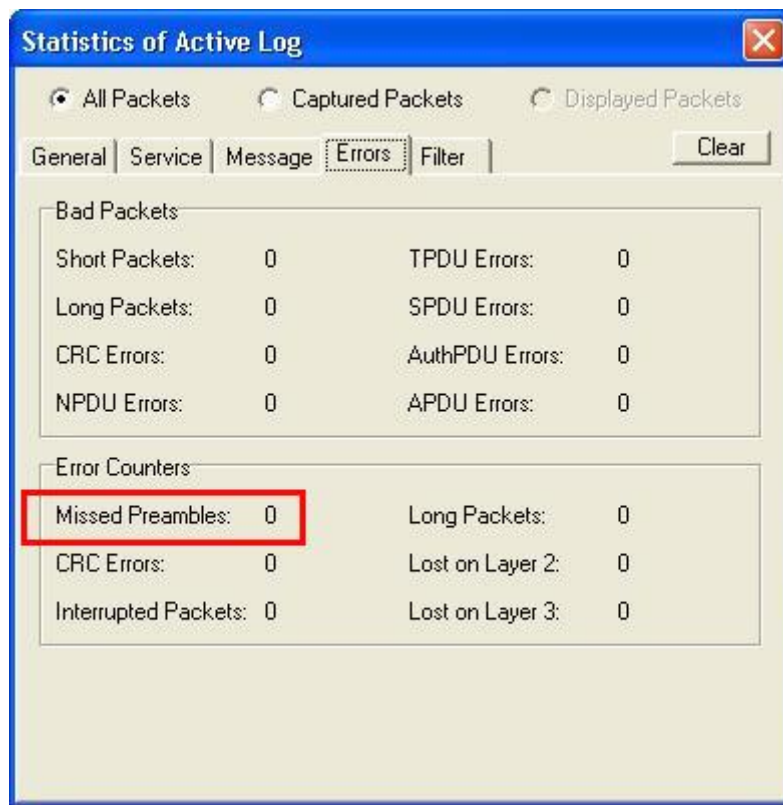 Statistics of Active Log
All Packets Captured Packets Displayed Packets
General Service Message Errors Filter Clear
Bad Packets
Short Packets: 0 TPDU Errors: 0
Long Packets: 0 SPDU Errors: 0
CRC Errors: 0 AuthPDU Errors: 0
NPDU Errors: 0 APDU Errors: 0
Error Counters
Missed Preambles: 0 Long Packets: 0
CRC Errors: 0 Lost on Layer 2: 0
Interrupted Packets: 0 Lost on Layer 3: 0